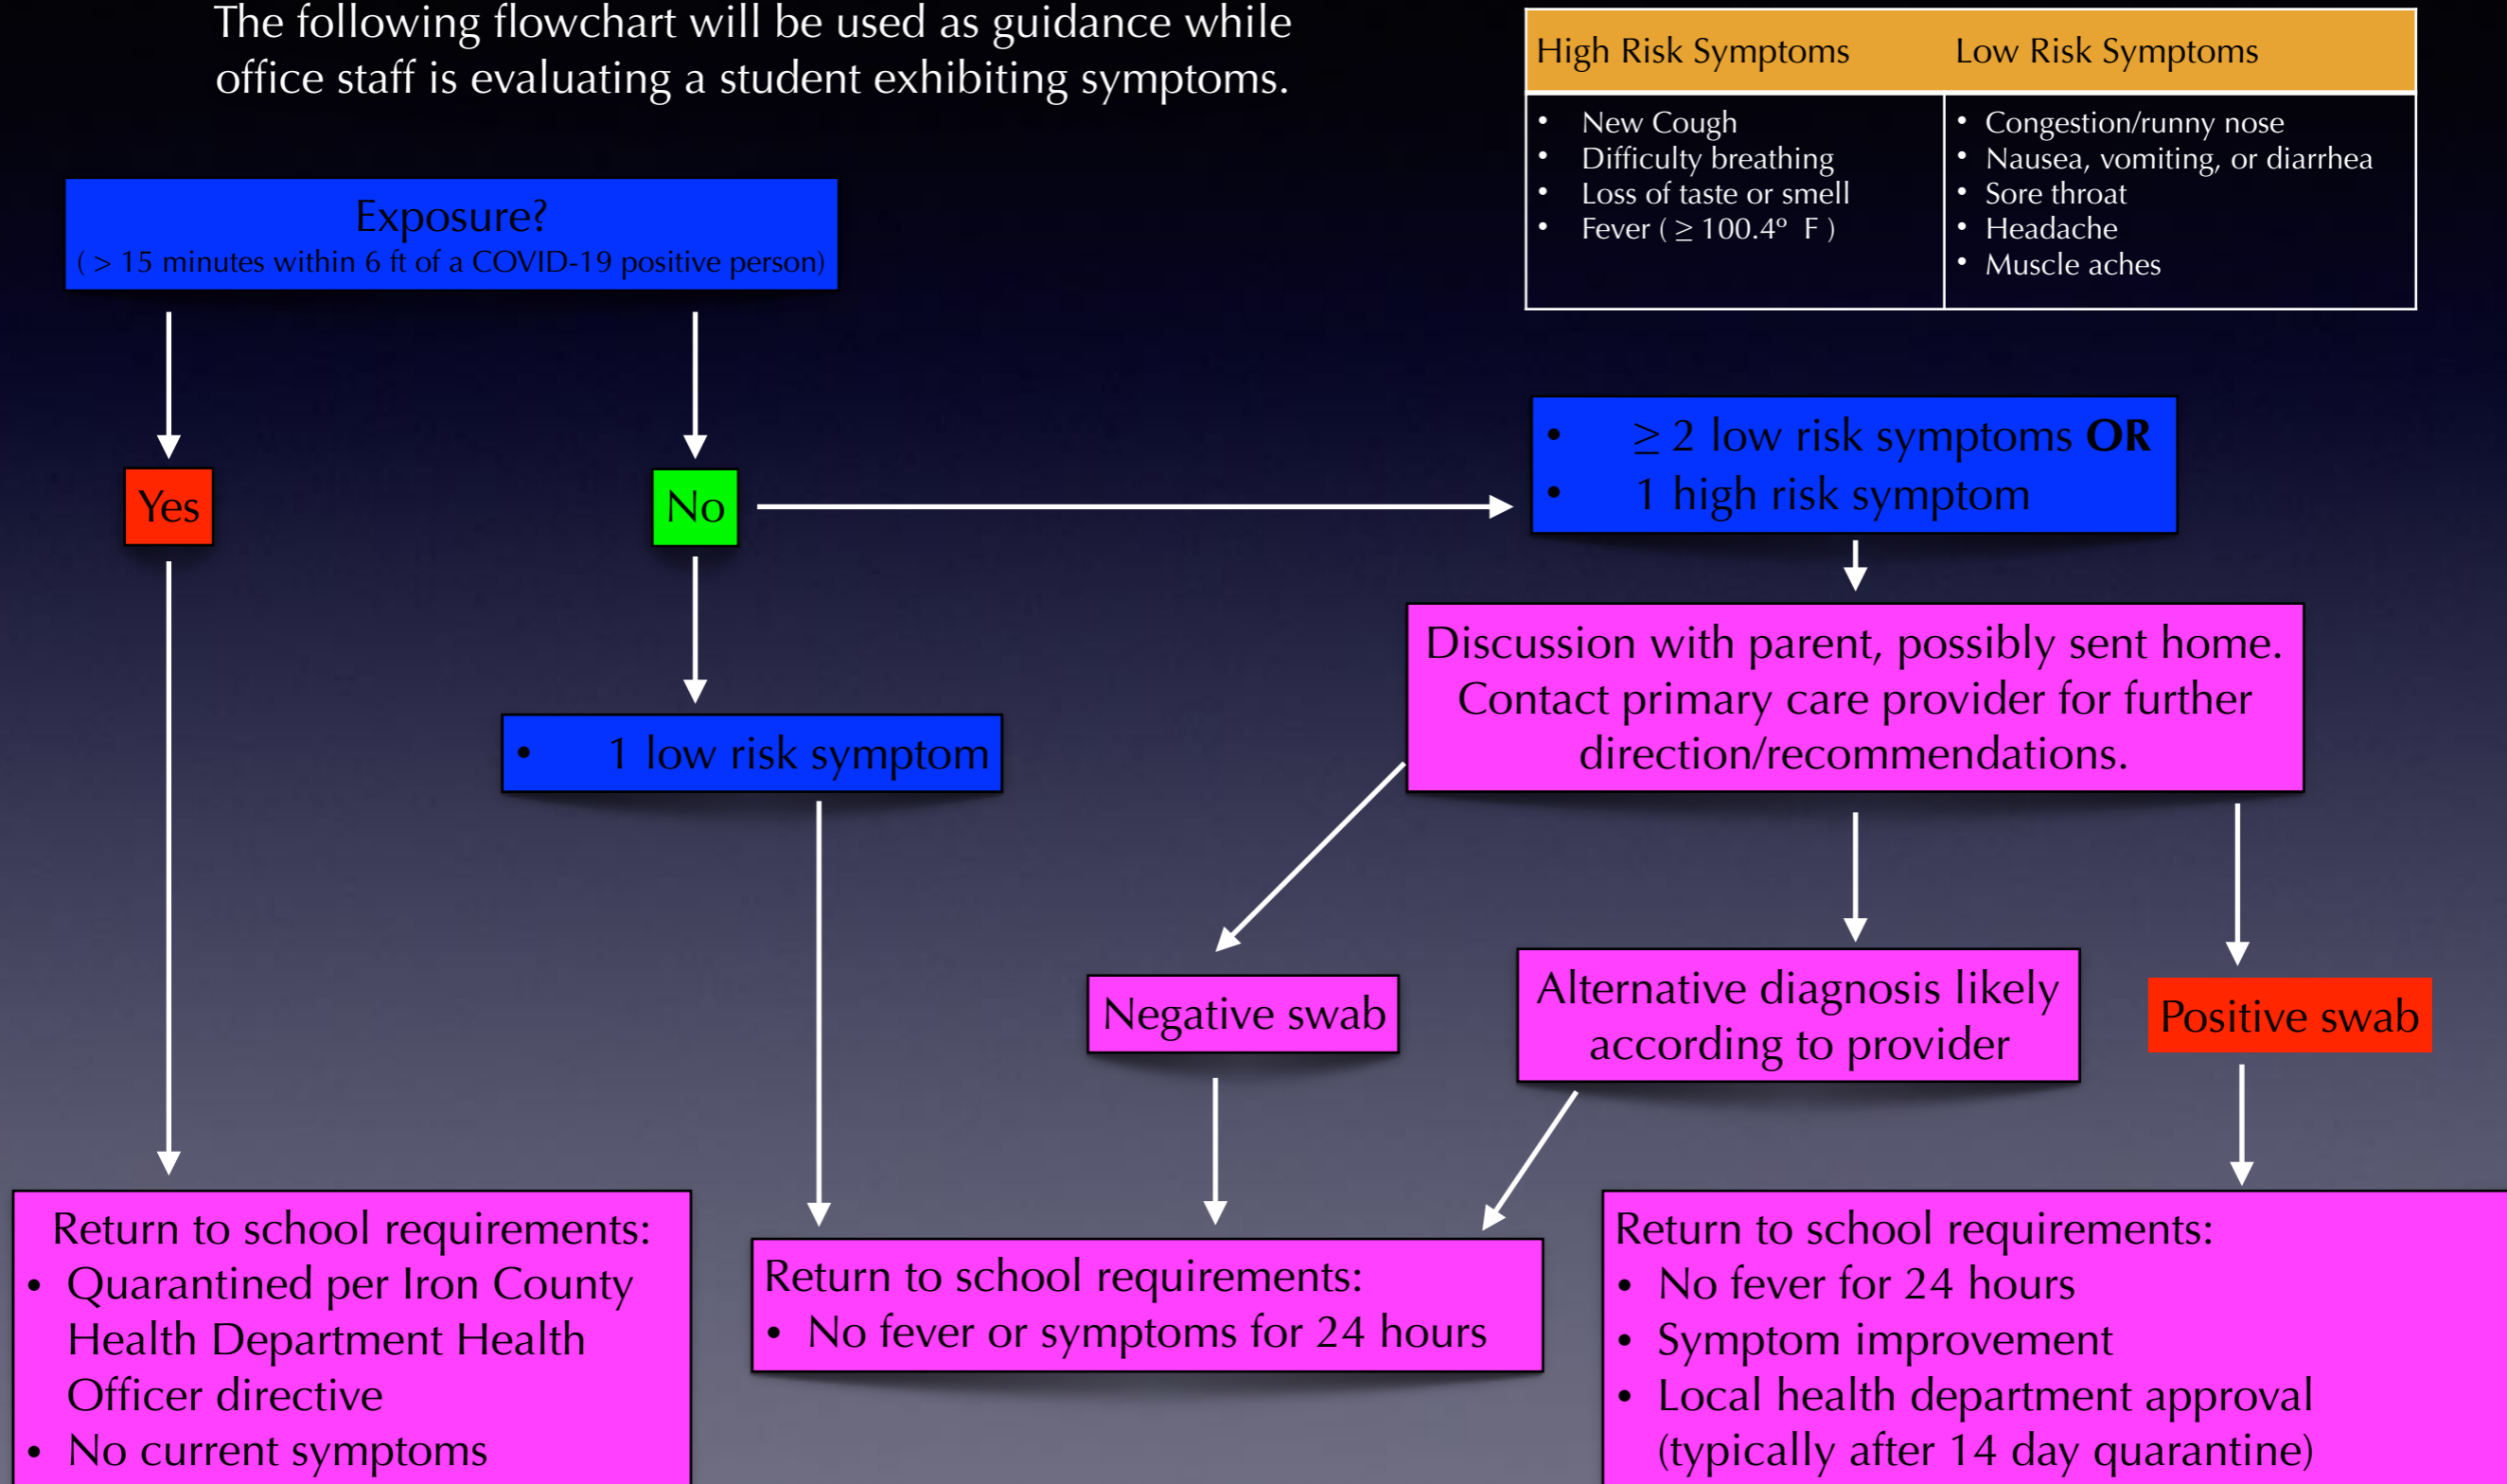 The following flowchart will be used as guidance while
office staff is evaluating a student exhibiting symptoms.
High Risk Symptoms Low Risk Symptoms
• New Cough
• Difficulty breathing
• Loss of taste or smell
• Fever ( ≥ 100.4º F )
• Congestion/runny nose
• Nausea, vomiting, or diarrhea
• Sore throat
• Headache
• Muscle aches
Exposure?
( > 15 minutes within 6 ft of a COVID-19 positive person)
Yes
No
• ≥ 2 low risk symptoms OR
• 1 high risk symptom
Discussion with parent, possibly sent home.
Contact primary care provider for further
direction/recommendations.
• 1 low risk symptom
Negative swab
Alternative diagnosis likely
according to provider
Positive swab
Return to school requirements:
• Quarantined per Iron County
Health Department Health
Officer directive
• No current symptoms
Return to school requirements:
• No fever or symptoms for 24 hours
Return to school requirements:
• No fever for 24 hours
• Symptom improvement
• Local health department approval
(typically after 14 day quarantine)